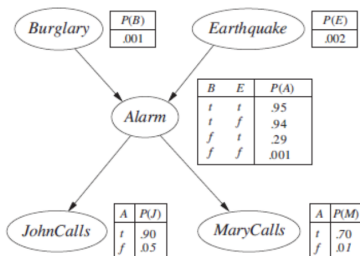 Burglary
P(B)
.001
Earthquake
P(E)
.002
Alarm
B E P(A)
t t .95
t f .94
f t .29
f f .001
JohnCalls
A P(J)
t .90
f .05
MaryCalls
A P(M)
t .70
f .01